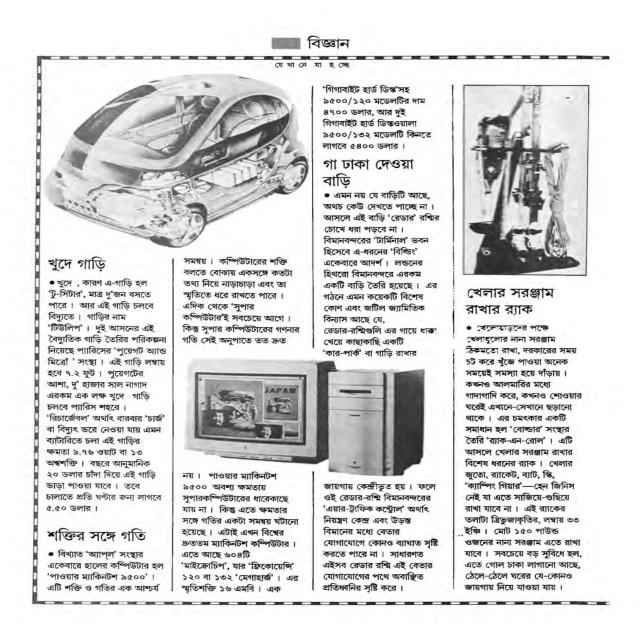 বিজ্ঞান
যেখানে যা হচ্ছে
খুদে গাড়ি
• খুদে , কারণ এ-গাড়ি হল
'টু-সিটার', মাত্র দু'জন বসতে
পারে । আর এই গাড়ি চলবে
বিদ্যুতে । গাড়ির নাম
'টিউলিপ' । দুই আসনের এই
বৈদ্যুতিক গাড়ি তৈরির পরিকল্পনা
নিয়েছে প্যারিসের 'পুয়েগট অ্যান্ড
মিত্রোঁ ' সংস্থা । এই গাড়ি লম্বায়
হবে ৭.২ ফুট । পুয়েগটের
আশা, দু' হাজার সাল নাগাদ
এরকম এক লক্ষ খুদে গাড়ি
চলবে প্যারিস শহরে ।
'রিচার্জেবল' অর্থাৎ বারবার 'চার্জ'
বা বিদ্যুৎ ভরে নেওয়া যায় এমন
ব্যাটারিতে চলা এই গাড়ির
ক্ষমতা ৯.৭৬ ওয়াট বা ১৩
অশ্বশক্তি । বছরে আনুমানিক
২০ ডলার চাঁদা দিয়ে এই গাড়ি
ভাড়া পাওয়া যাবে । তবে
চালাতে প্রতি ঘণ্টার জন্য লাগবে
৫.৫০ ডলার ।
শক্তির সঙ্গে গতি
• বিখ্যাত 'অ্যাপ্‌ল' সংস্থার
একেবারে হালের কম্পিউটার হল
'পাওয়ার ম্যাকিনটশ ৯৫০০' ।
এটি শক্তি ও গতির এক আশ্চর্য
সমন্বয় । কম্পিউটারের শক্তি
বলতে বোঝায় একসঙ্গে কতটা
তথ্য নিয়ে নাড়াচাড়া এবং তা
স্মৃতিতে ধরে রাখতে পারে ।
এদিক থেকে 'সুপার
কম্পিউটার'ই সবচেয়ে আগে ।
কিন্তু সুপার কম্পিউটারের গণনার
গতি সেই অনুপাতে তত দ্রুত
JAPAN
নয় । পাওয়ার ম্যাকিনটশ
৯৫০০ অবশ্য ক্ষমতায়
সুপারকম্পিউটারের ধারেকাছে
যায় না । কিন্তু এতে ক্ষমতার
সঙ্গে গতির একটা সমন্বয় ঘটানো
হয়েছে । এটাই এখন বিশ্বের
দ্রুততম ম্যাকিনটশ কম্পিউটার ।
এতে আছে ৬০৪টি
'মাইক্রোচিপ', যার 'ফ্রিকোয়েন্সি'
১২০ বা ১৩২ 'মেগাহার্জ' । এর
স্মৃতিশক্তি ১৬ এমবি । এক
'গিগাবাইট হার্ড ডিস্ক'সহ
৯৫০০/১২০ মডেলটির দাম
৪৭০০ ডলার, আর দুই
গিগাবাইট হার্ড ডিস্কওয়ালা
৯৫০০/১৩২ মডেলটি কিনতে
লাগবে ৫৪০০ ডলার ।
গা ঢাকা দেওয়া
বাড়ি
• এমন নয় যে বাড়িটি আছে,
অথচ কেউ দেখতে পাচ্ছে না ।
আসলে এই বাড়ি 'রেডার' রশ্মির
চোখে ধরা পড়বে না ।
বিমানবন্দরের 'টার্মিনাল' ভবন
হিসেবে এ-ধরনের 'বিল্ডিং'
একেবারে আদর্শ । লন্ডনের
হিথরো বিমানবন্দরে এরকম
একটি বাড়ি তৈরি হয়েছে । এর
গঠনে এমন কয়েকটি বিশেষ
কোণ এবং জটিল জ্যামিতিক
বিন্যাস আছে যে,
রেডার-রশ্মিগুলি এর গায়ে ধাক্কা
খেয়ে কাছাকাছি একটি
'কার-পার্ক' বা গাড়ি রাখার
জায়গায় কেন্দ্রীভূত হয় । ফলে
ওই রেডার-রশ্মি বিমানবন্দরের
'এয়ার-ট্রাফিক কন্ট্রোল' অর্থাৎ
নিয়ন্ত্রণ কেন্দ্র এবং উড়ন্ত
বিমানের মধ্যে বেতার
যোগাযোগে কোনও ব্যাঘাত সৃষ্টি
করতে পারে না । সাধারণত
এইসব রেডার রশ্মি এই বেতার
যোগাযোগের পথে অবাঞ্ছিত
প্রতিধ্বনির সৃষ্টি করে ।
খেলার সরঞ্জাম
রাখার র‍্যাক
• খেলোয়াড়দের পক্ষে
খেলাধুলোর নানা সরঞ্জাম
ঠিকমতো রাখা, দরকারের সময়
চট করে খুঁজে পাওয়া অনেক
সময়েই সমস্যা হয়ে দাঁড়ায় ।
কখনও আলমারির মধ্যে
গাদাগাদি করে, কখনও শোওয়ার
ঘরেই এখানে-সেখানে ছড়ানো
থাকে । এর চমৎকার একটি
সমাধান হল 'বোল্ডার' সংস্থার
তৈরি 'র‍্যাক-এন-রোল' । এটি
আসলে খেলার সরঞ্জাম রাখার
বিশেষ ধরনের র‍্যাক । খেলার
জুতো, র‍্যাকেট, ব্যাট, স্কি,
'ক্যাম্পিং গিয়ার'—হেন জিনিস
নেই যা এতে সাজিয়ে-গুছিয়ে
রাখা যাবে না । এই র‍্যাকের
তলাটা ত্রিভুজাকৃতির, লম্বায় ৩৩
ইঞ্চি । মোট ১৫০ পাউন্ড
ওজনের নানা সরঞ্জাম এতে রাখা
যাবে । সবচেয়ে বড় সুবিধে হল,
এতে গোল চাকা লাগানো আছে,
ঠেলে-ঠেলে ঘরের যে-কোনও
জায়গায় নিয়ে যাওয়া যায় ।